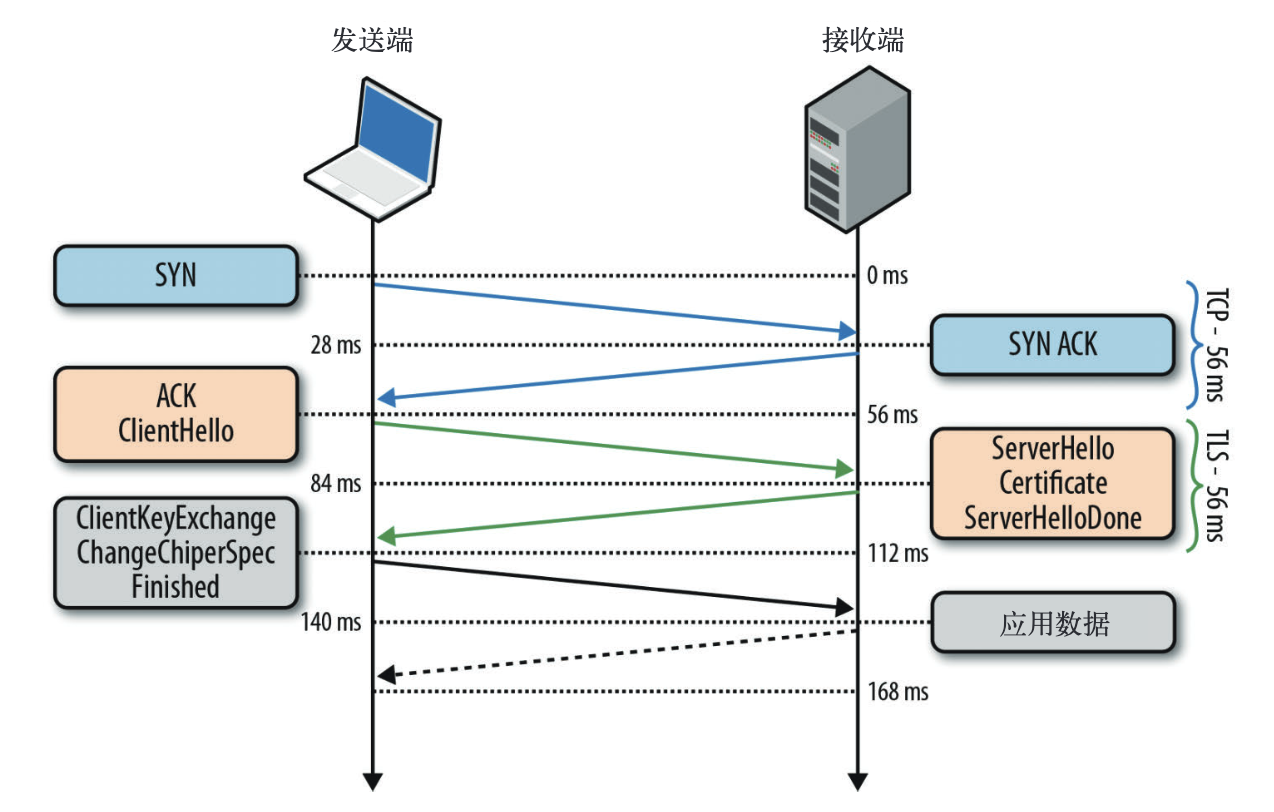 发送端
接收端
SYN
0 ms
28 ms
SYN ACK
TCP - 56 ms
ACK
ClientHello
56 ms
84 ms
ServerHello
Certificate
ServerHelloDone
TLS - 56 ms
ClientKeyExchange
ChangeChiperSpec
Finished
112 ms
140 ms
应用数据
168 ms